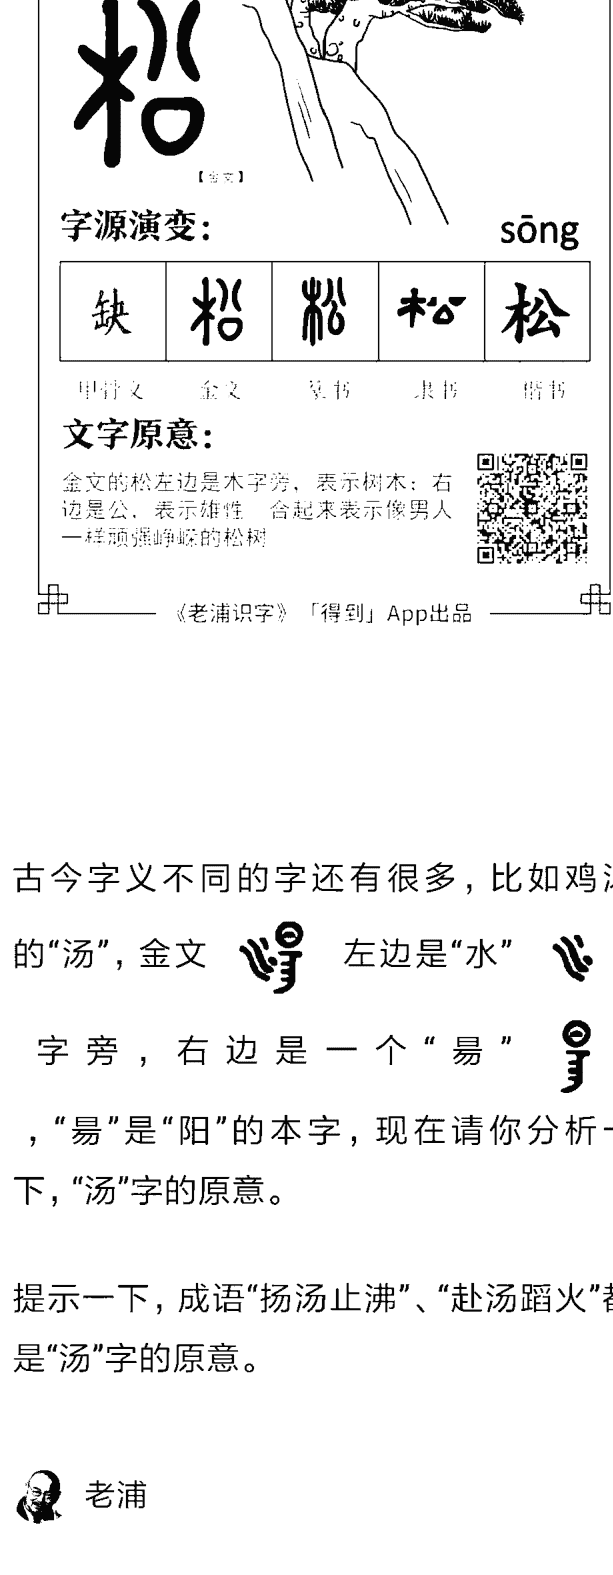 松
【金文】
字源演变：
sōng
缺 松 松 松 松
甲骨文 金文 篆书 隶书 楷书
文字原意：
金文的松左边是木字旁，表示树木；右
边是公，表示雄性 合起来表示像男人
一样顽强峥嵘的松树
《老浦识字》「得到」App出品
古今字义不同的字还有很多，比如鸡汤
的“汤”，金文 左边是“水”
字旁，右边是一个“昜”
，“昜”是“阳”的本字，现在请你分析一
下，“汤”字的原意。
提示一下，成语“扬汤止沸”、“赴汤蹈火”都
是“汤”字的原意。
老浦